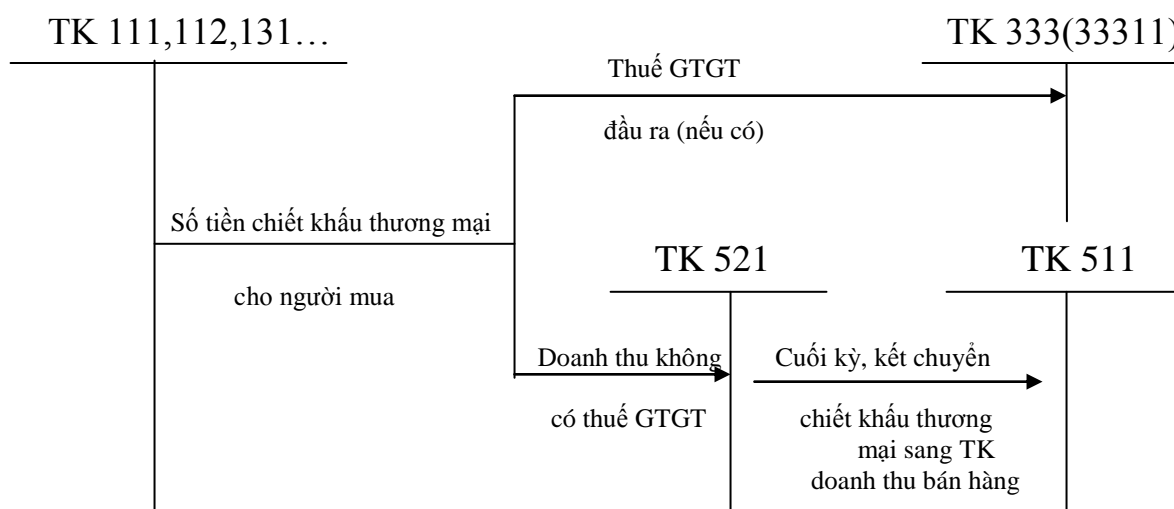 TK 111,112,131…
TK 333(33311)
Thuế GTGT
đầu ra (nếu có)
Số tiền chiết khấu thương mại
cho người mua
TK 521
TK 511
Doanh thu không
có thuế GTGT
Cuối kỳ, kết chuyển
chiết khấu thương
mại sang TK
doanh thu bán hàng